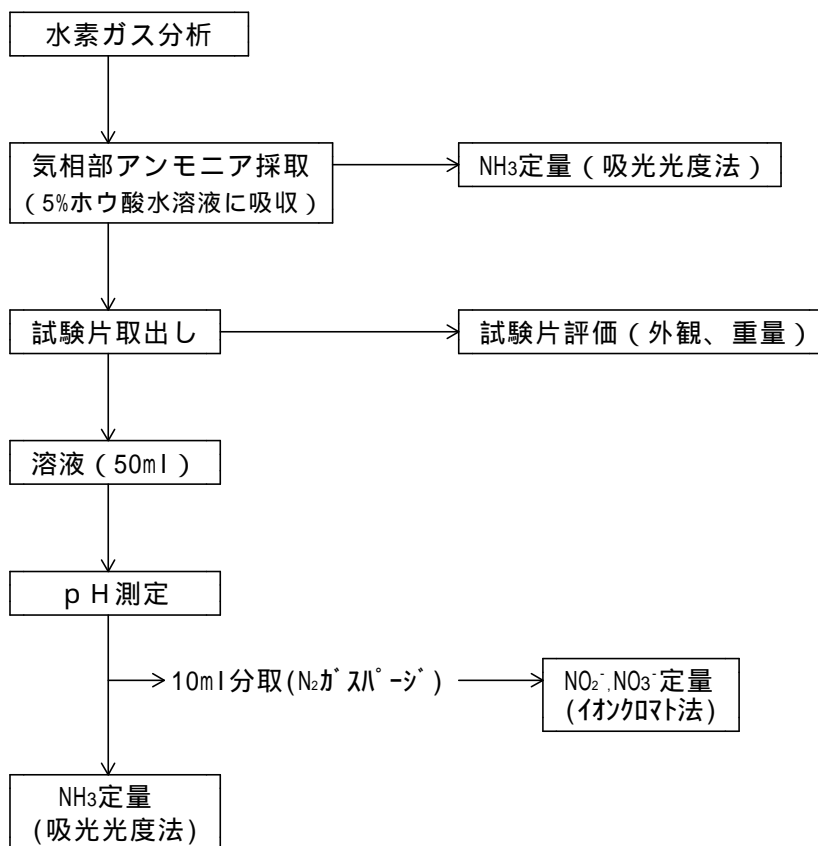 水素ガス分析
気相部アンモニア採取
（5%ホウ酸水溶液に吸収）
NH₃定量（吸光光度法）
試験片取出し
試験片評価（外観、重量）
溶液（50ml）
ｐＨ測定
10ml分取(N₂ｶﾞｽﾊﾟｰｼﾞ)
NO₂⁻,NO₃⁻定量
(ｲｵﾝｸﾛﾏﾄ法)
NH₃定量
(吸光光度法)